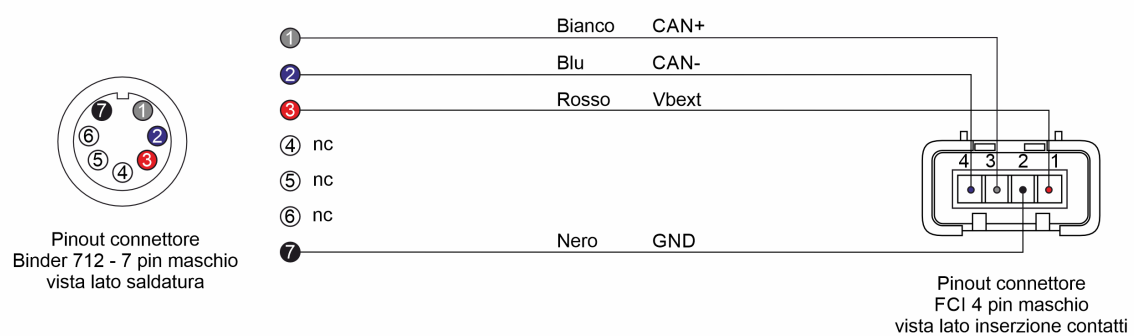 1 Bianco CAN+
2 Blu CAN-
3 Rosso Vbext
4 nc
5 nc
6 nc
7 Nero GND
7 1
6 2
5 3
4
Pinout connettore
Binder 712 - 7 pin maschio
vista lato saldatura
4 3 2 1
Pinout connettore
FCI 4 pin maschio
vista lato inserzione contatti